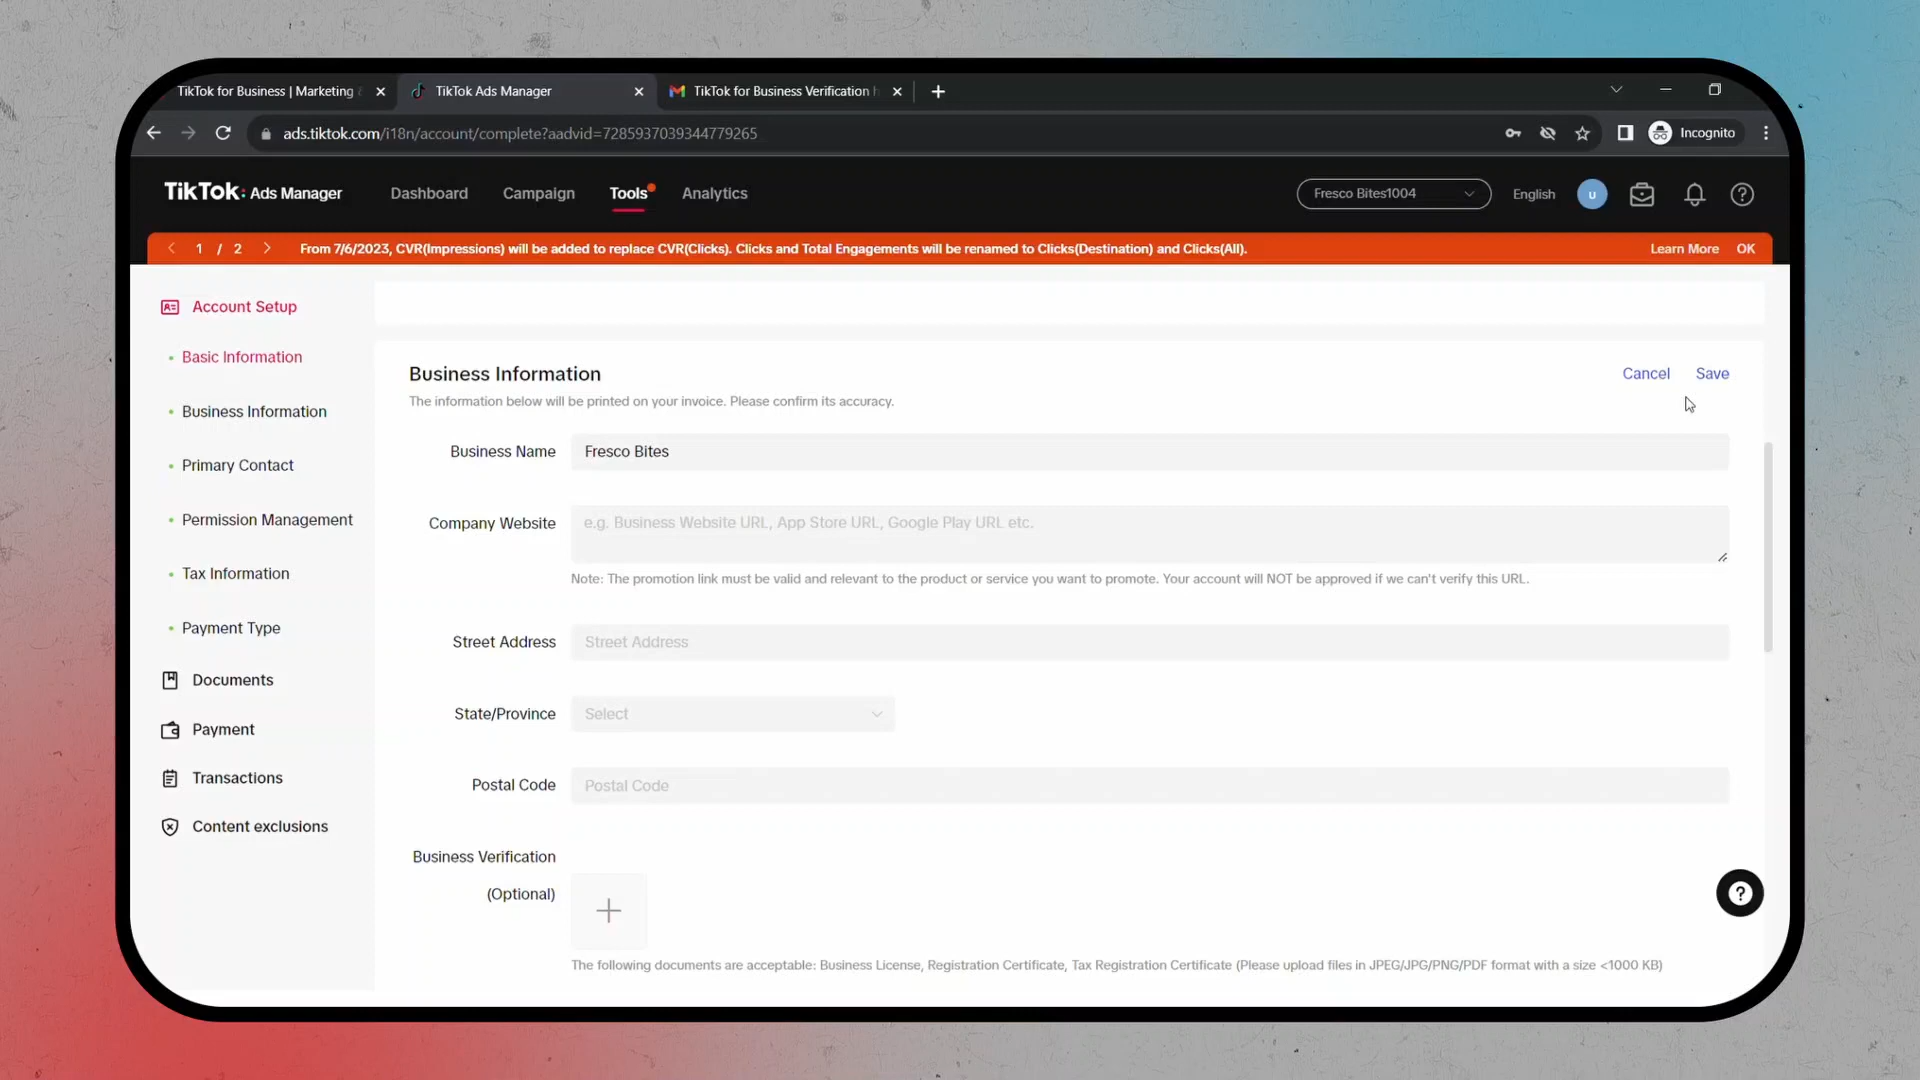 TikTok for Business | Marketing
TikTok Ads Manager
TikTok for Business Verification
ads.tiktok.com/i18n/account/complete?aadvid=7285937039344779265
Incognito
TikTok: Ads Manager
Dashboard
Campaign
Tools
Analytics
Fresco Bites1004
English
u
1 / 2
From 7/6/2023, CVR(Impressions) will be added to replace CVR(Clicks). Clicks and Total Engagements will be renamed to Clicks(Destination) and Clicks(All).
Learn More
OK
Account Setup
Basic Information
Business Information
Primary Contact
Permission Management
Tax Information
Payment Type
Documents
Payment
Transactions
Content exclusions
Business Information
Cancel
Save
The information below will be printed on your invoice. Please confirm its accuracy.
Business Name
Fresco Bites
Company Website
e.g. Business Website URL, App Store URL, Google Play URL etc.
Note: The promotion link must be valid and relevant to the product or service you want to promote. Your account will NOT be approved if we can't verify this URL.
Street Address
Street Address
State/Province
Select
Postal Code
Postal Code
Business Verification
(Optional)
The following documents are acceptable: Business License, Registration Certificate, Tax Registration Certificate (Please upload files in JPEG/JPG/PNG/PDF format with a size <1000 KB)